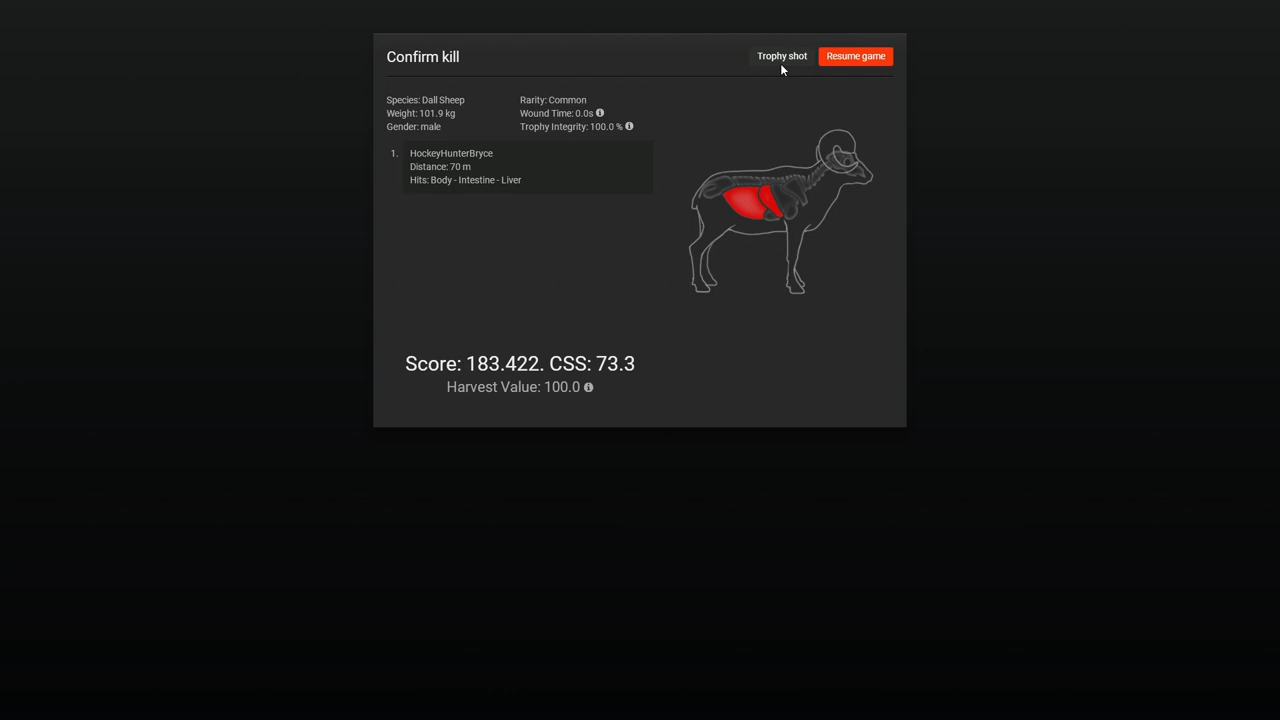 Confirm kill
Trophy shot
Resume game
Species: Dall Sheep
Rarity: Common
Weight: 101.9 kg
Wound Time: 0.0s
Gender: male
Trophy Integrity: 100.0 %
1. HockeyHunterBryce
Distance: 70 m
Hits: Body - Intestine - Liver
Score: 183.422. CSS: 73.3
Harvest Value: 100.0